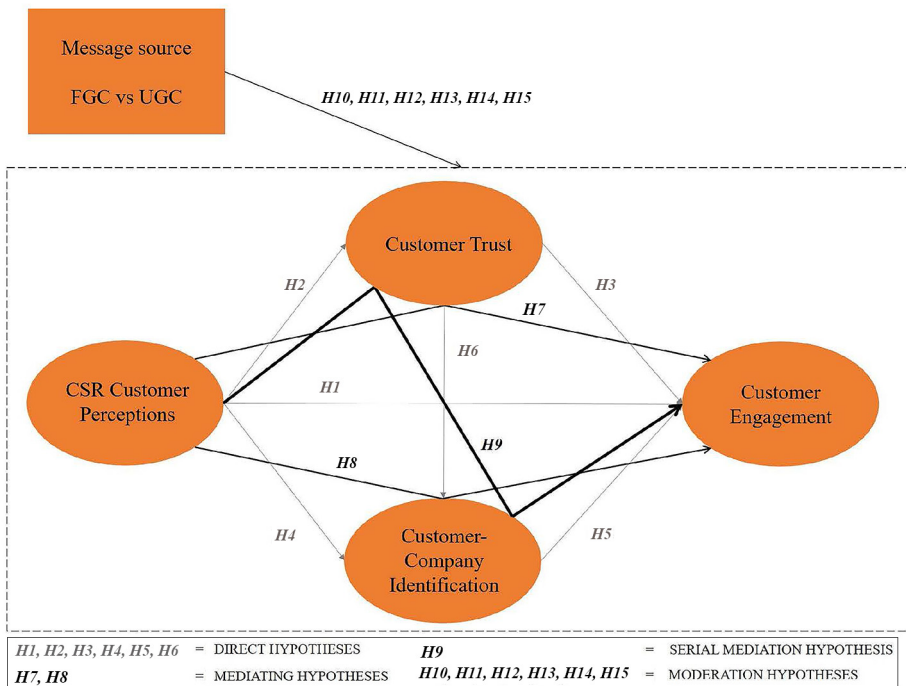 Message source
FGC vs UGC
H10, H11, H12, H13, H14, H15
Customer Trust
H2
H3
H7
H6
CSR Customer
Perceptions
H1
Customer
Engagement
H9
H8
H4
H5
Customer-
Company
Identification
H1, H2, H3, H4, H5, H6 = DIRECT HYPOTHESES
H9 = SERIAL MEDIATION HYPOTHESIS
H7, H8 = MEDIATING HYPOTHESES
H10, H11, H12, H13, H14, H15 = MODERATION HYPOTHESES